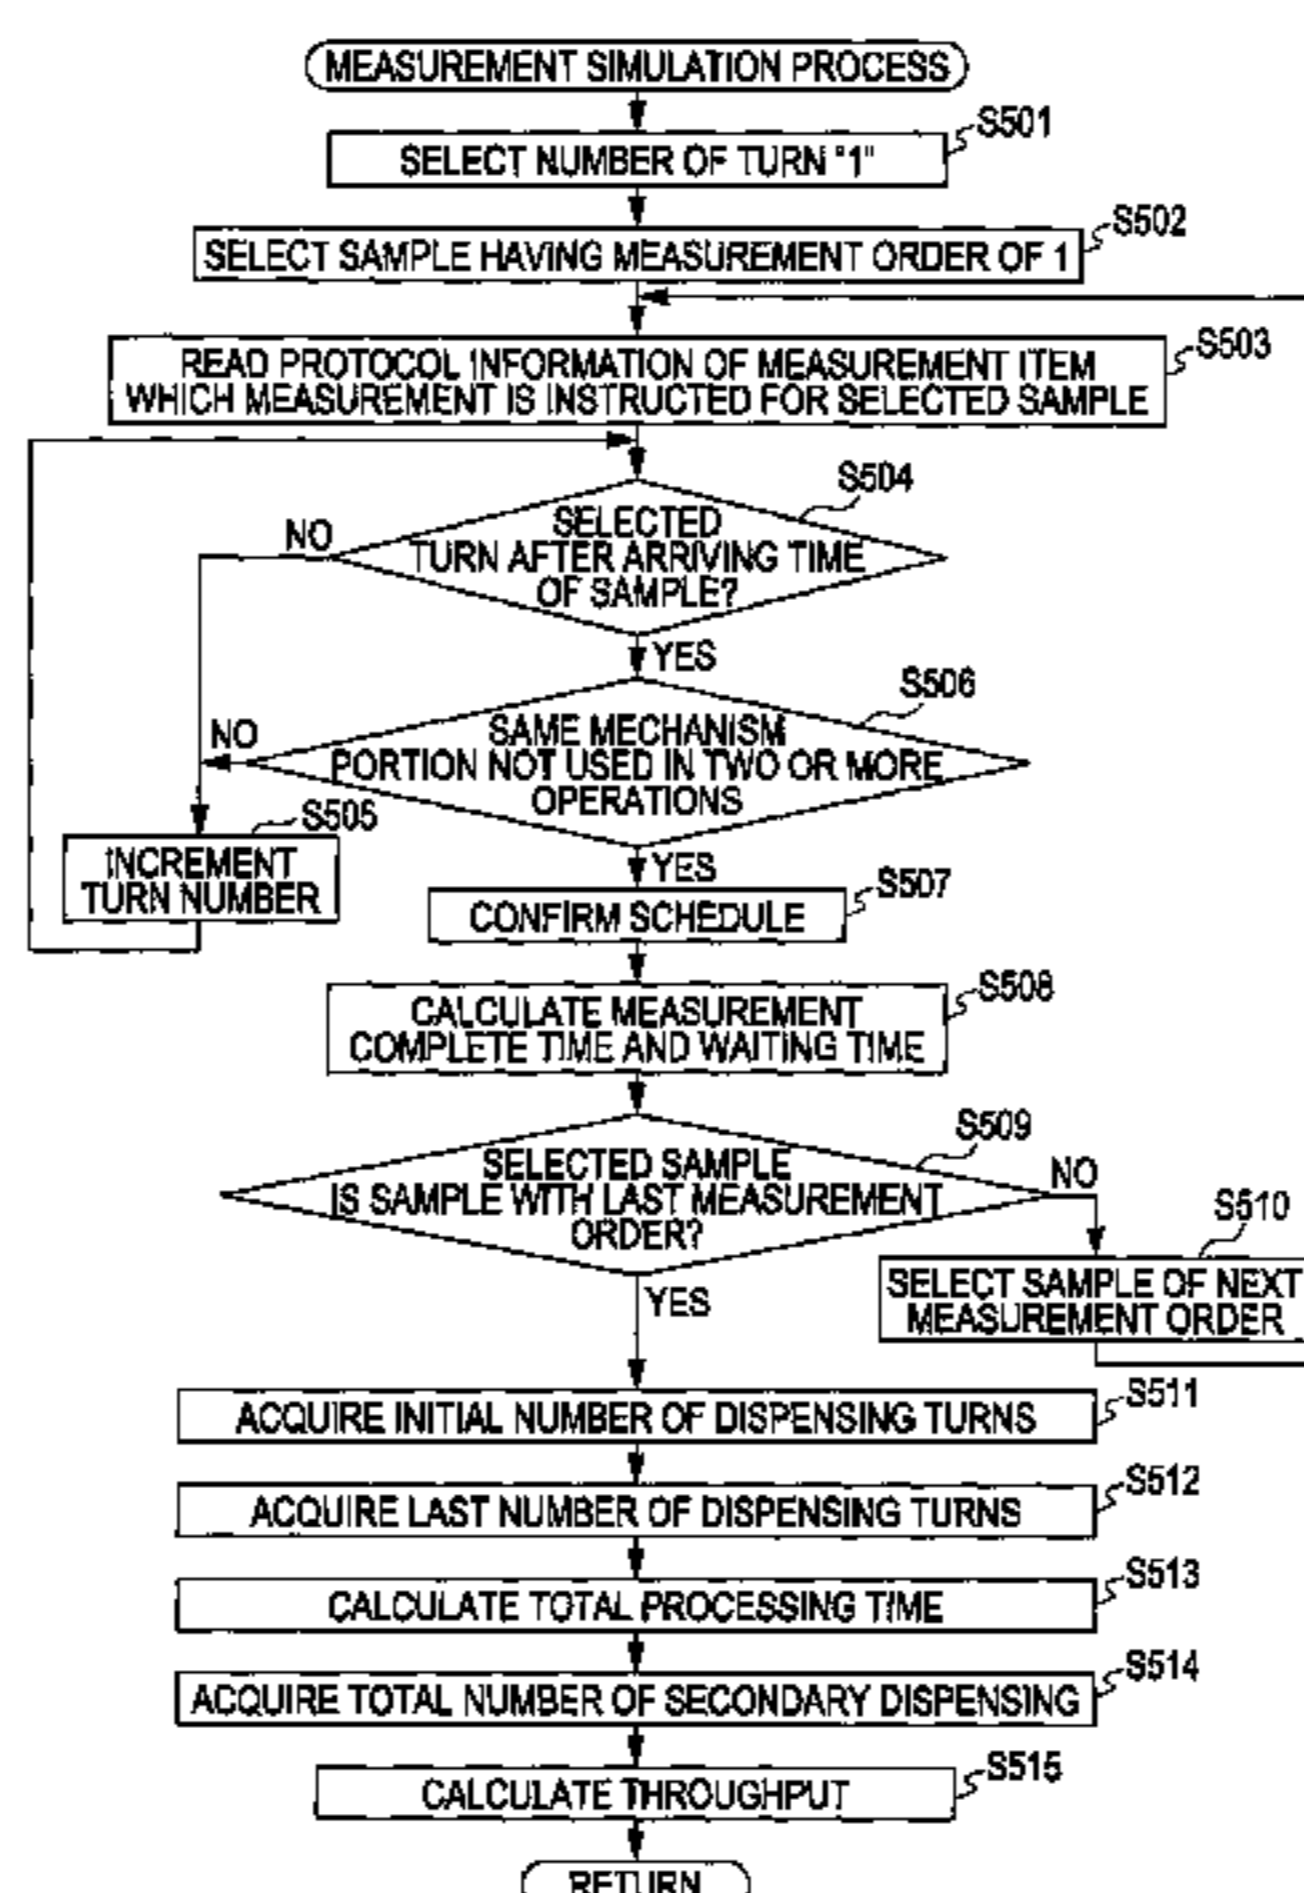 MEASUREMENT SIMULATION PROCESS
S501
SELECT NUMBER OF TURN "1"
S502
SELECT SAMPLE HAVING MEASUREMENT ORDER OF 1
S503
READ PROTOCOL INFORMATION OF MEASUREMENT ITEM
WHICH MEASUREMENT IS INSTRUCTED FOR SELECTED SAMPLE
S504
NO
SELECTED
TURN AFTER ARRIVING TIME
OF SAMPLE?
YES
S506
NO
SAME MECHANISM
PORTION NOT USED IN TWO OR MORE
OPERATIONS
S505
INCREMENT
TURN NUMBER
YES
S507
CONFIRM SCHEDULE
S508
CALCULATE MEASUREMENT
COMPLETE TIME AND WAITING TIME
S509
SELECTED SAMPLE
IS SAMPLE WITH LAST MEASUREMENT
ORDER?
NO
S510
SELECT SAMPLE OF NEXT
MEASUREMENT ORDER
YES
S511
ACQUIRE INITIAL NUMBER OF DISPENSING TURNS
S512
ACQUIRE LAST NUMBER OF DISPENSING TURNS
S513
CALCULATE TOTAL PROCESSING TIME
S514
ACQUIRE TOTAL NUMBER OF SECONDARY DISPENSING
S515
CALCULATE THROUGHPUT
RETURN